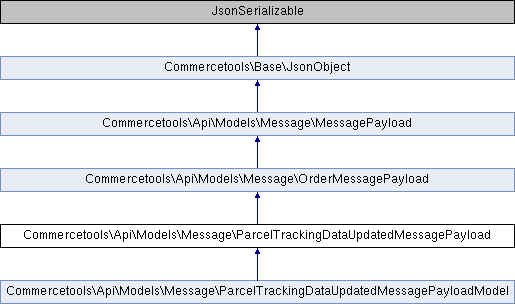 JsonSerializable
Commercetools\Base\JsonObject
Commercetools\Api\Models\Message\MessagePayload
Commercetools\Api\Models\Message\OrderMessagePayload
Commercetools\Api\Models\Message\ParcelTrackingDataUpdatedMessagePayload
Commercetools\Api\Models\Message\ParcelTrackingDataUpdatedMessagePayloadModel